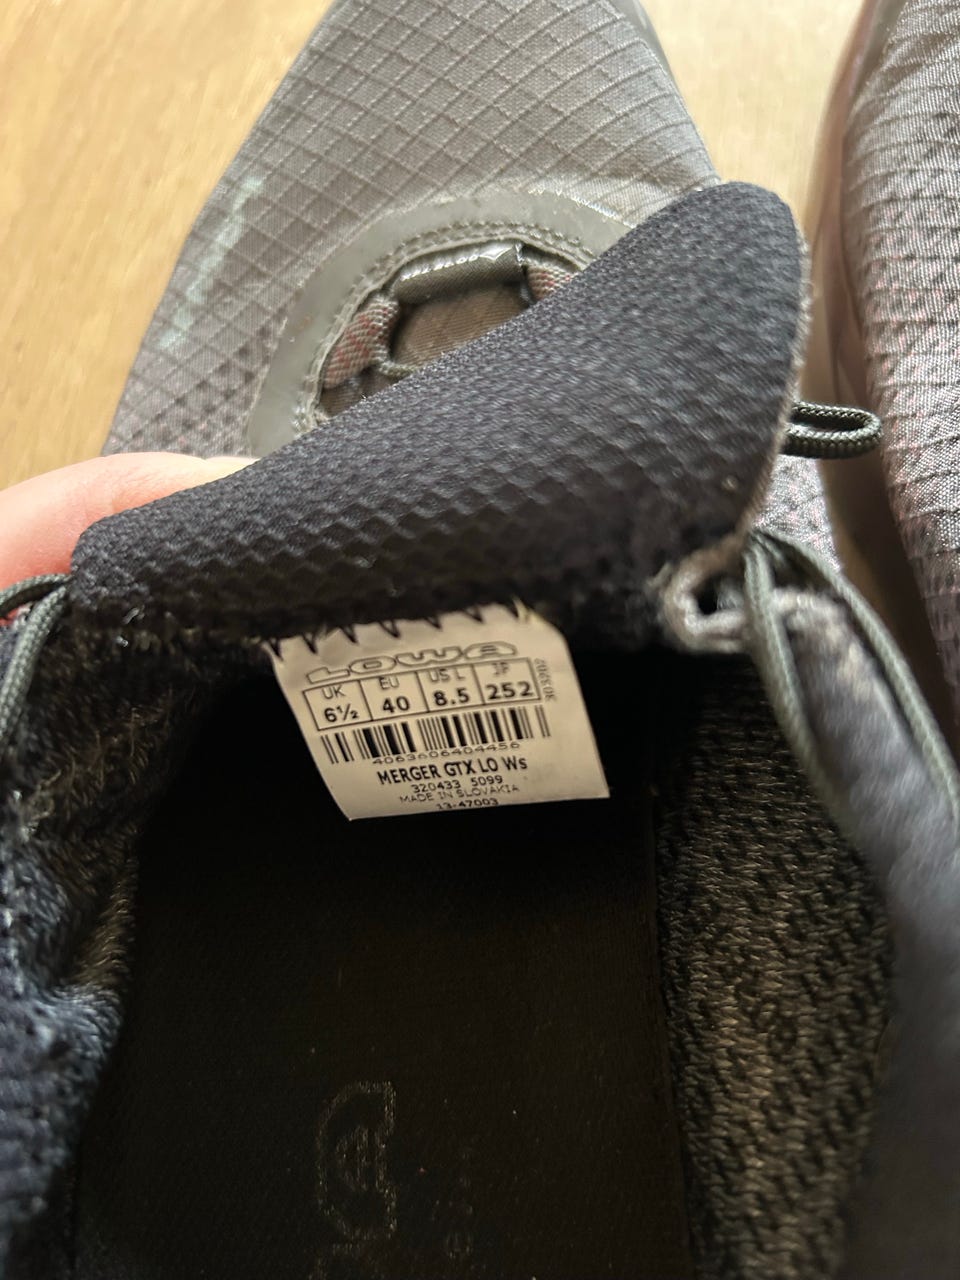 LOWA
UK EU US L JP
6½ 40 8.5 252
4063606404456
MERGER GTX LO Ws
320433 5099
MADE IN SLOVAKIA
13-47003